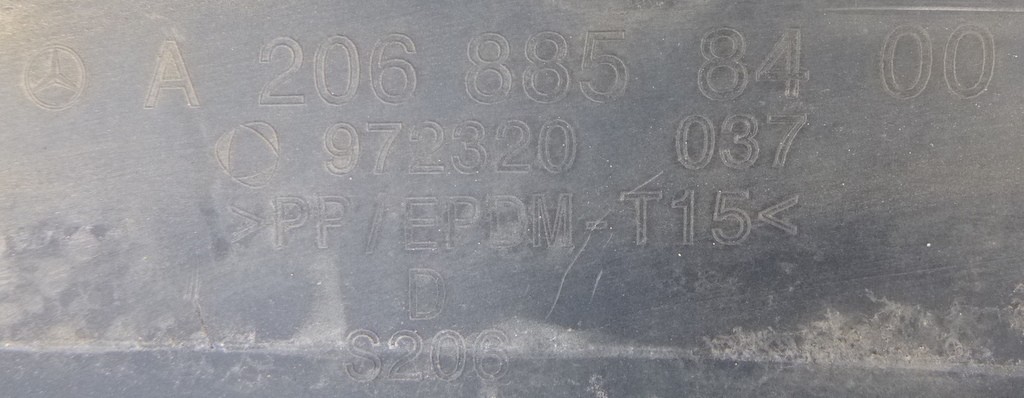 A 206 885 84 00
972320 037
>PP/EPDM-T15<
D
S206